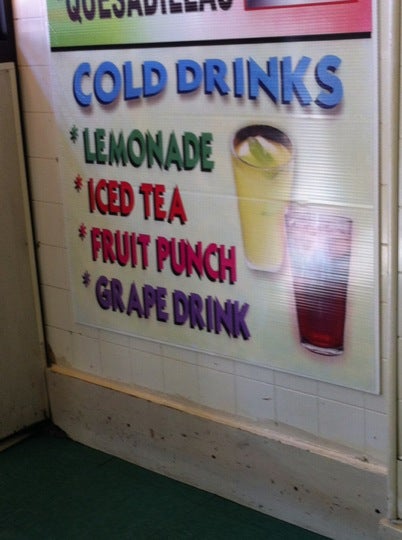 QUESADILLAS
COLD DRINKS
* LEMONADE
* ICED TEA
* FRUIT PUNCH
* GRAPE DRINK